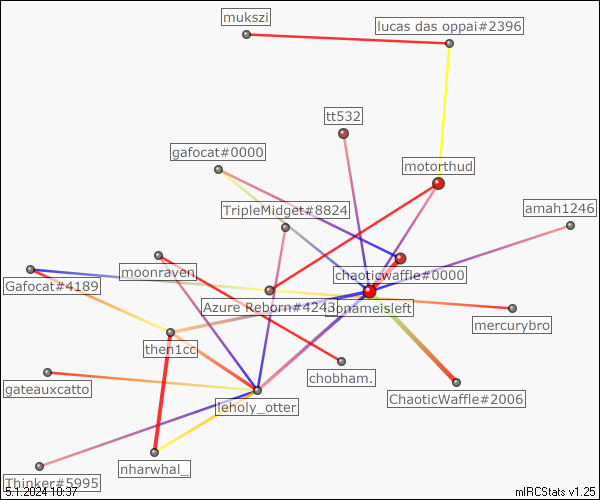 mukszi
lucas das oppai#2396
tt532
gafocat#0000
motorthud
TripleMidget#8824
amah1246
moonraven
chaoticwaffle#0000
Gafocat#4189
Azure Reborn#4243
nonameisleft
mercurybro
then1cc
chobham.
gateauxcatto
ChaoticWaffle#2006
leholy_otter
nharwhal_
Thinker#5995
5.1.2024 10:37
mIRCStats v1.25